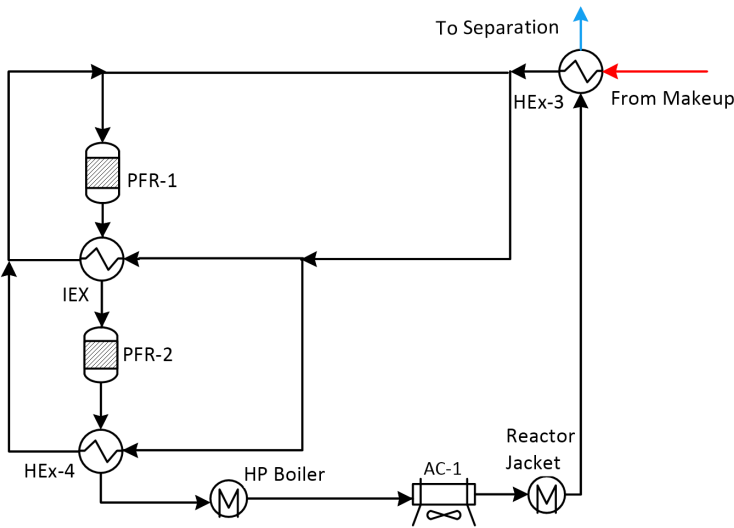 To Separation
HEx-3
From Makeup
PFR-1
IEX
PFR-2
HEx-4
HP Boiler
AC-1
Reactor
Jacket